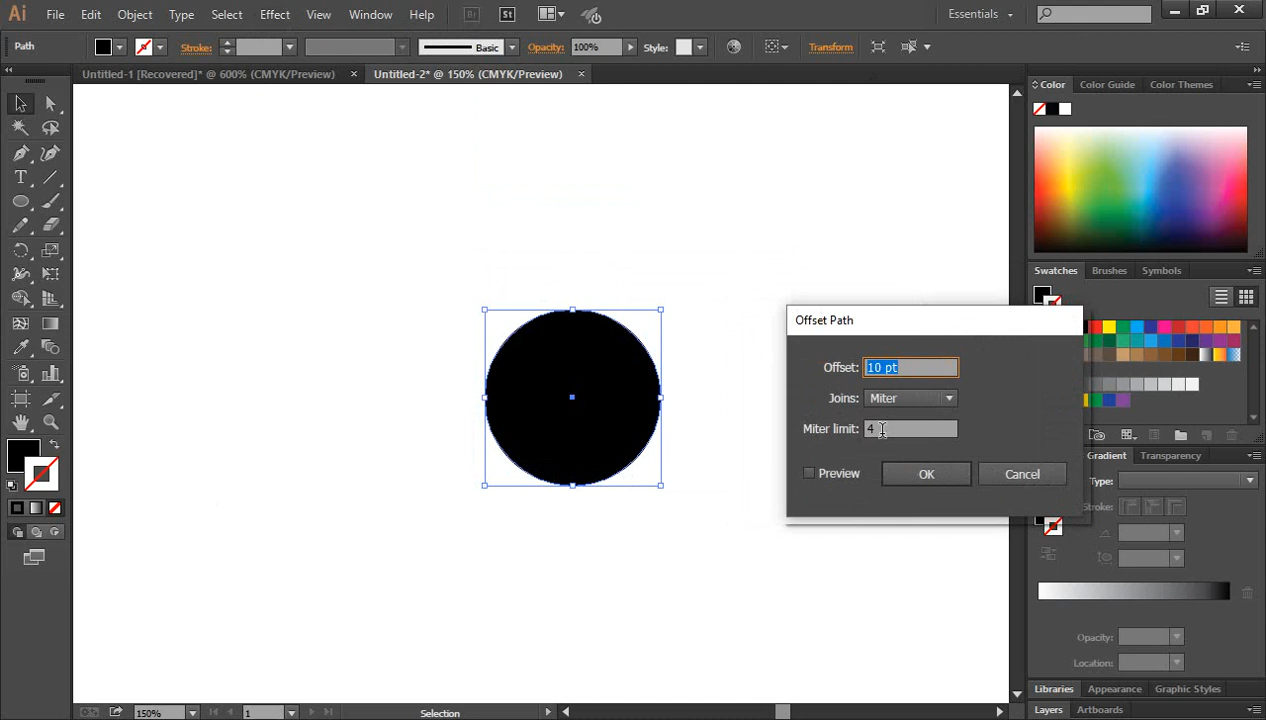 Ai File Edit Object Type Select Effect View Window Help Br St Essentials
Path Stroke: Basic Opacity: 100% Style: Transform
Untitled-1 [Recovered]* @ 600% (CMYK/Preview) × Untitled-2* @ 150% (CMYK/Preview) ×
Color Color Guide Color Themes
Swatches Brushes Symbols
Offset Path
Offset: 10 pt
Joins: Miter
Miter limit: 4
Preview OK Cancel
Gradient Transparency
Type:
Stroke:
Opacity:
Location:
Libraries Appearance Graphic Styles
Layers Artboards
150% 1 Selection